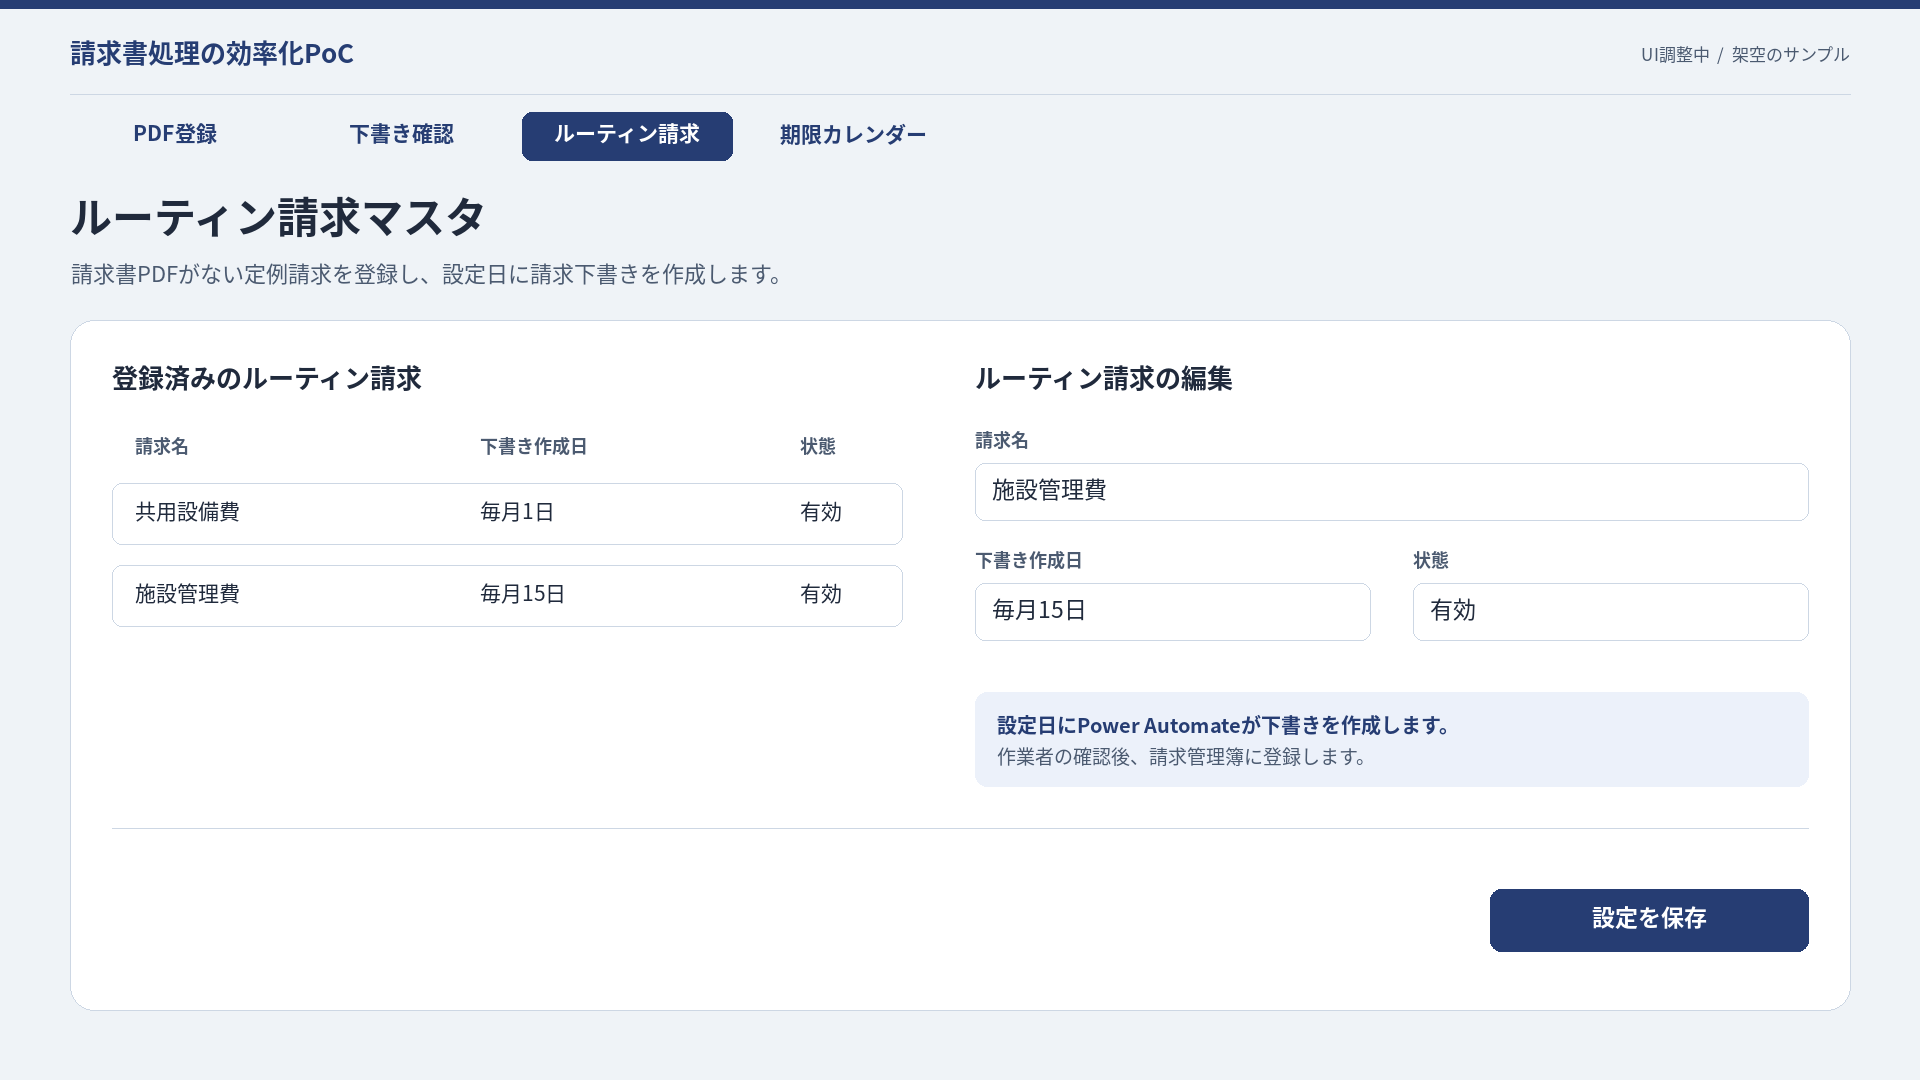 請求書処理の効率化PoC
UI調整中 / 架空のサンプル
PDF登録
下書き確認
ルーティン請求
期限カレンダー
ルーティン請求マスタ
請求書PDFがない定例請求を登録し、設定日に請求下書きを作成します。
登録済みのルーティン請求
請求名 下書き作成日 状態
共用設備費 毎月1日 有効
施設管理費 毎月15日 有効
ルーティン請求の編集
請求名
施設管理費
下書き作成日 状態
毎月15日 有効
設定日にPower Automateが下書きを作成します。
作業者の確認後、請求管理簿に登録します。
設定を保存